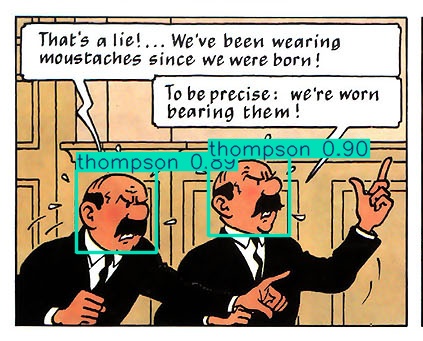 That's a lie!... We've been wearing
moustaches since we were born!
To be precise: we're worn
bearing them!
thompson 0.89
thompson 0.90